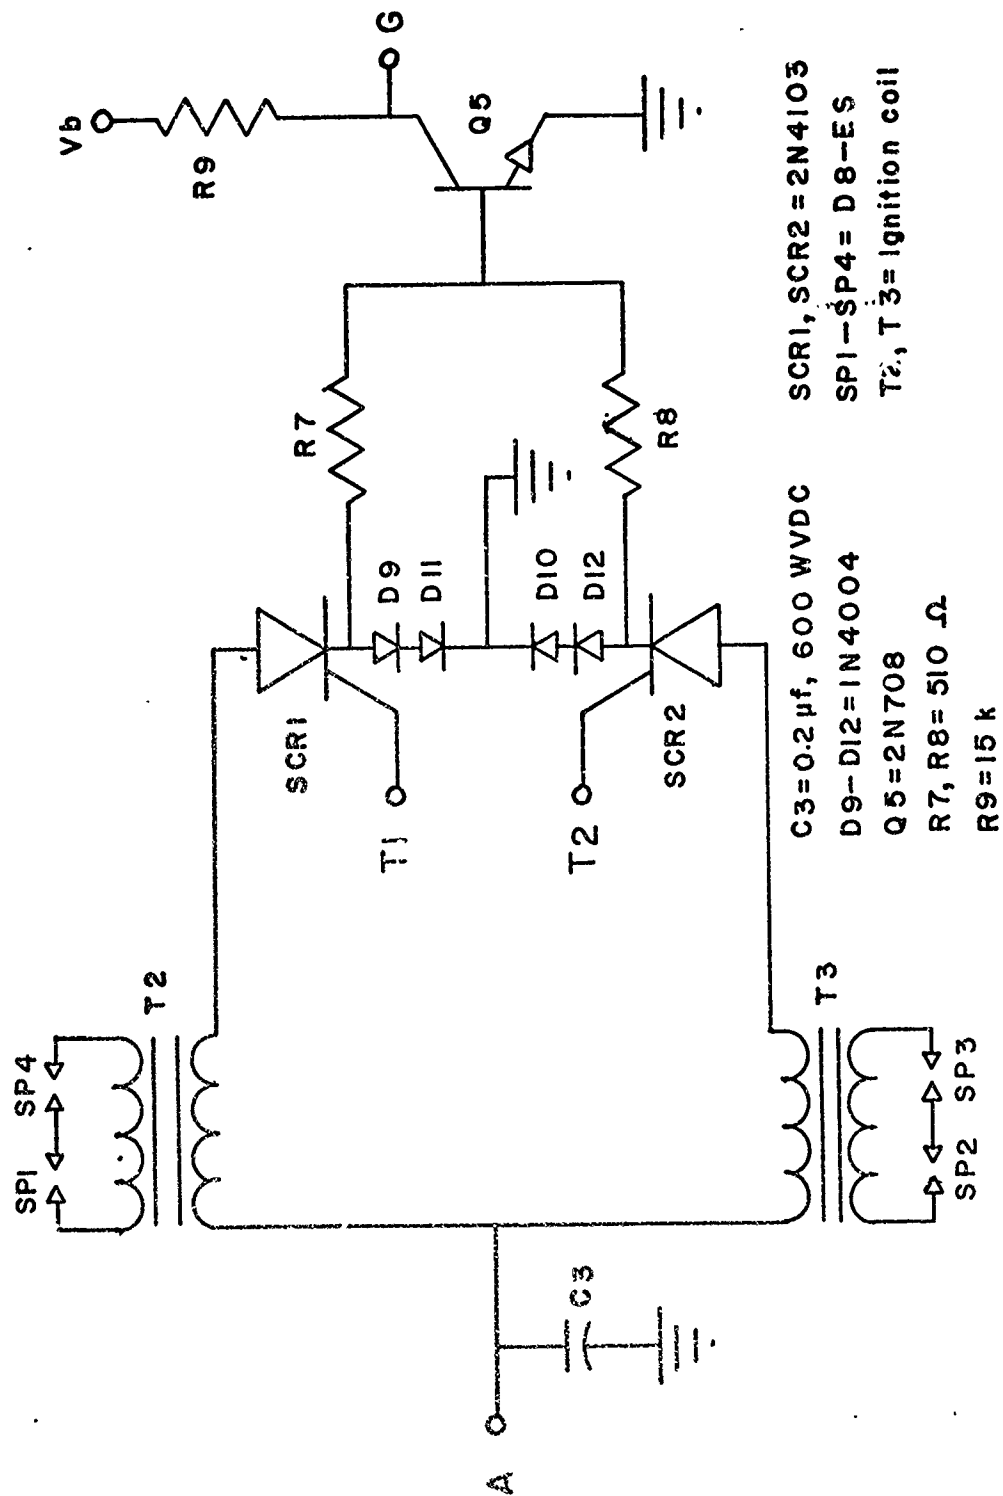 SP1 SP4
T2
SP2 SP3
T3
A
C3
SCR1
SCR2
T1
T2
D9
D11
D10
D12
R7
R8
R9
Vb
G
Q5
C3=0.2 µf, 600 WVDC
D9-D12=1N4004
Q5=2N708
R7, R8=510 Ω
R9=15 k
SCR1, SCR2=2N4103
SP1-SP4=D8-ES
T2, T3=Ignition coil